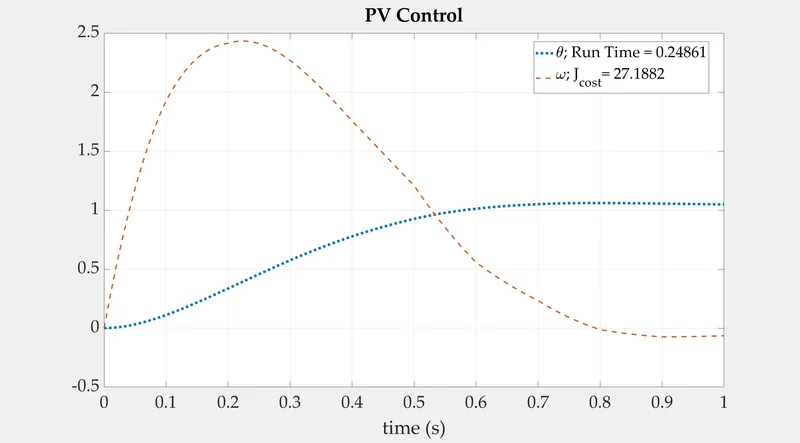 PV Control
θ; Run Time = 0.24861
ω; J_cost= 27.1882
2.5
2
1.5
1
0.5
0
-0.5
0 0.1 0.2 0.3 0.4 0.5 0.6 0.7 0.8 0.9 1
time (s)